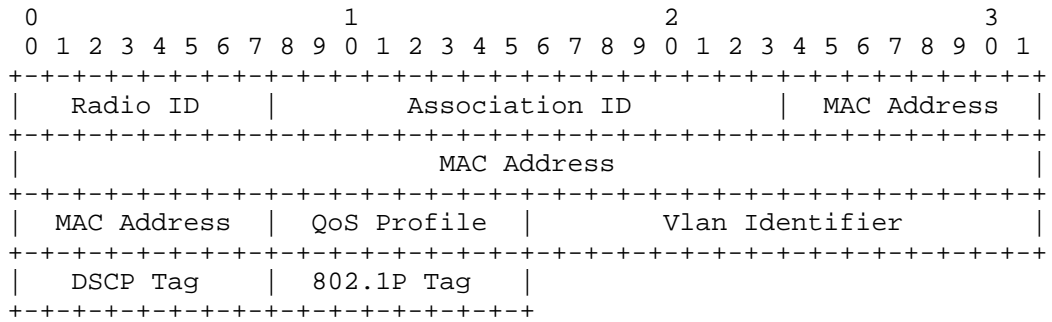 0                   1                   2                   3
 0 1 2 3 4 5 6 7 8 9 0 1 2 3 4 5 6 7 8 9 0 1 2 3 4 5 6 7 8 9 0 1
+-+-+-+-+-+-+-+-+-+-+-+-+-+-+-+-+-+-+-+-+-+-+-+-+-+-+-+-+-+-+-+-+
|   Radio ID    |        Association ID         |  MAC Address  |
+-+-+-+-+-+-+-+-+-+-+-+-+-+-+-+-+-+-+-+-+-+-+-+-+-+-+-+-+-+-+-+-+
|                          MAC Address                          |
+-+-+-+-+-+-+-+-+-+-+-+-+-+-+-+-+-+-+-+-+-+-+-+-+-+-+-+-+-+-+-+-+
|  MAC Address  |  QoS Profile  |        Vlan Identifier        |
+-+-+-+-+-+-+-+-+-+-+-+-+-+-+-+-+-+-+-+-+-+-+-+-+-+-+-+-+-+-+-+-+
|   DSCP Tag    |  802.1P Tag   |
+-+-+-+-+-+-+-+-+-+-+-+-+-+-+-+-+